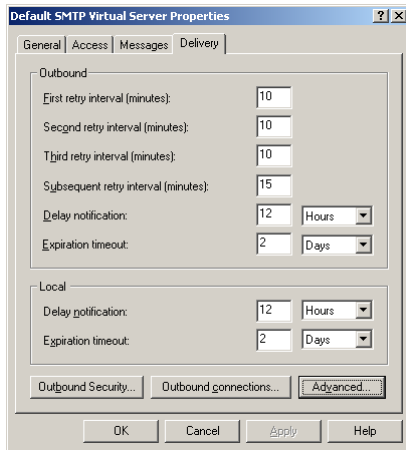 Default SMTP Virtual Server Properties
General Access Messages Delivery
Outbound
First retry interval (minutes): 10
Second retry interval (minutes): 10
Third retry interval (minutes): 10
Subsequent retry interval (minutes): 15
Delay notification: 12 Hours
Expiration timeout: 2 Days
Local
Delay notification: 12 Hours
Expiration timeout: 2 Days
Outbound Security... Outbound connections... Advanced...
OK Cancel Apply Help